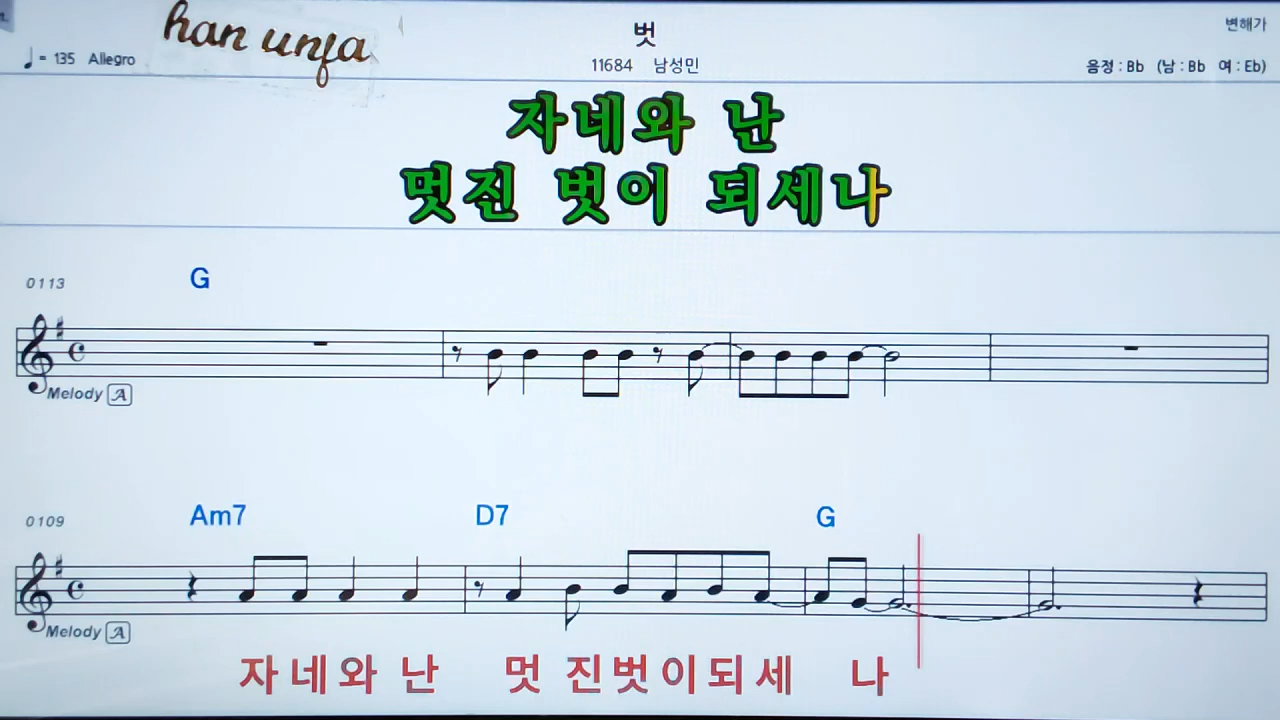 han unja
벗
변해가
♩ = 135 Allegro
11684 남성민
음정 : Bb (남 : Bb 여 : Eb)
자네와 난
멋진 벗이 되세나
0113
G
Melody A
0109
Am7 D7 G
Melody A
자네와 난 멋 진벗이되세 나